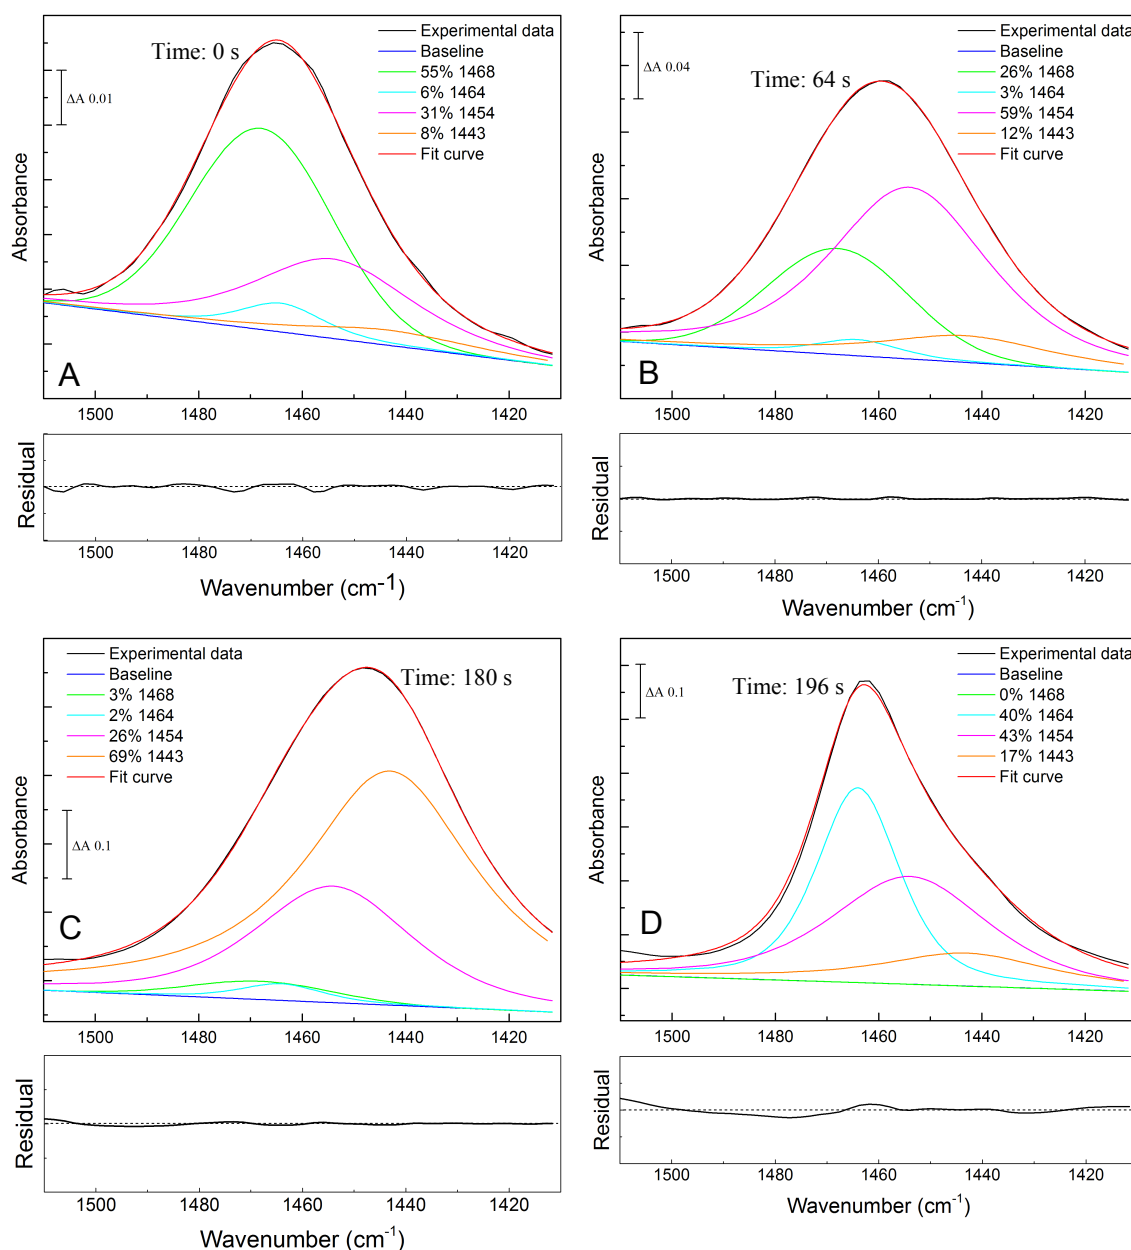 Time: 0 s
ΔA 0.01
Experimental data
Baseline
55% 1468
6% 1464
31% 1454
8% 1443
Fit curve
Absorbance
A
1500 1480 1460 1440 1420
Residual
1500 1480 1460 1440 1420
Wavenumber (cm-1)
Time: 64 s
ΔA 0.04
Experimental data
Baseline
26% 1468
3% 1464
59% 1454
12% 1443
Fit curve
Absorbance
B
1500 1480 1460 1440 1420
Residual
1500 1480 1460 1440 1420
Wavenumber (cm-1)
Experimental data
Baseline
3% 1468
2% 1464
26% 1454
69% 1443
Fit curve
Time: 180 s
ΔA 0.1
Absorbance
C
1500 1480 1460 1440 1420
Residual
1500 1480 1460 1440 1420
Wavenumber (cm-1)
ΔA 0.1
Time: 196 s
Experimental data
Baseline
0% 1468
40% 1464
43% 1454
17% 1443
Fit curve
Absorbance
D
1500 1480 1460 1440 1420
Residual
1500 1480 1460 1440 1420
Wavenumber (cm-1)